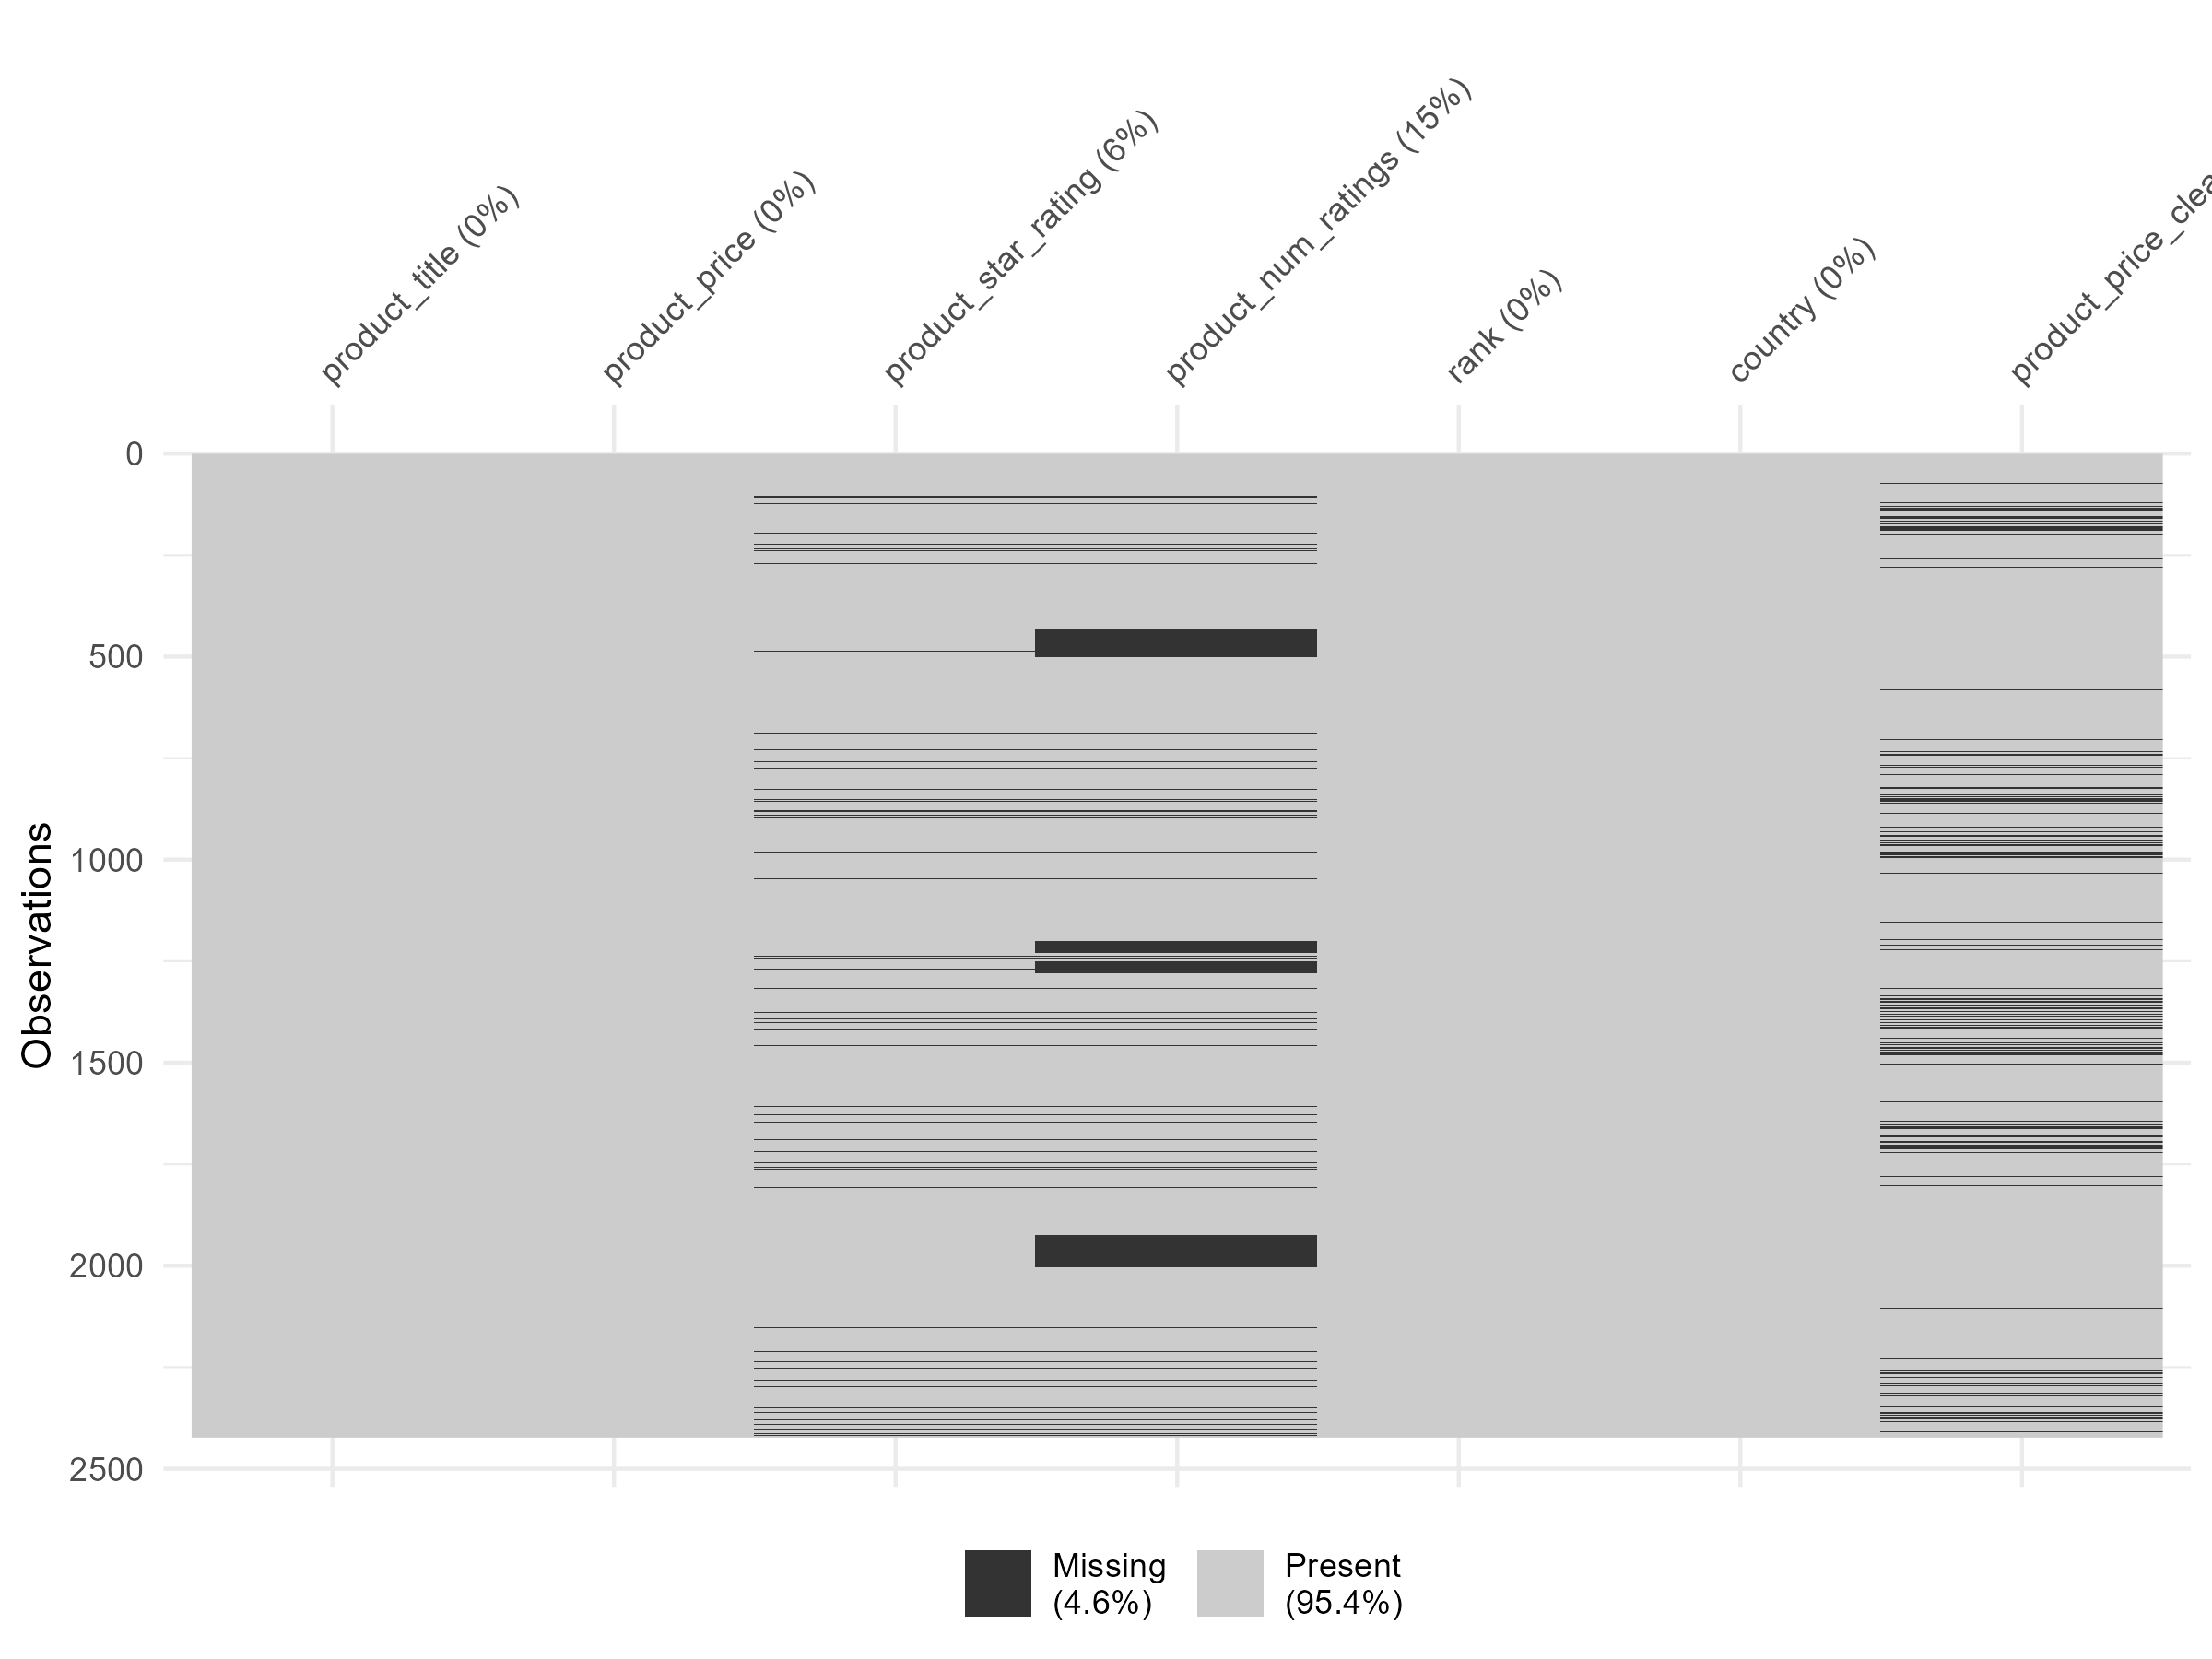 product_title (0%)
product_price (0%)
product_star_rating (6%)
product_num_ratings (15%)
rank (0%)
country (0%)
0
500
1000
1500
2000
2500
Observations
Missing
(4.6%)
Present
(95.4%)